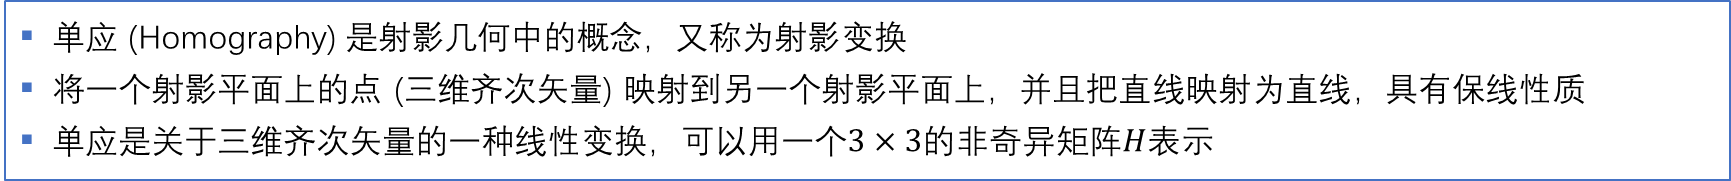 ▪ 单应 (Homography) 是射影几何中的概念，又称为射影变换
▪ 将一个射影平面上的点 (三维齐次矢量) 映射到另一个射影平面上，并且把直线映射为直线，具有保线性质
▪ 单应是关于三维齐次矢量的一种线性变换，可以用一个3 × 3的非奇异矩阵H表示